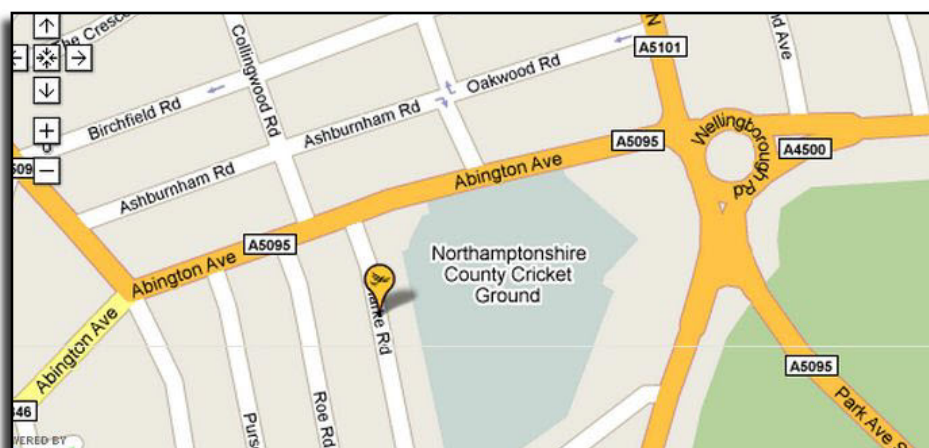 The Cresce
Collingwood Rd
A5101
Oakwood Rd
Birchfield Rd
Ashburnham Rd
A5095
Wellingborough Rd
A4500
Ashburnham Rd
Abington Ave
A5095
Abington Ave
Northamptonshire
County Cricket
Ground
Abington Ave
Roe Rd
A5095
Park Ave S